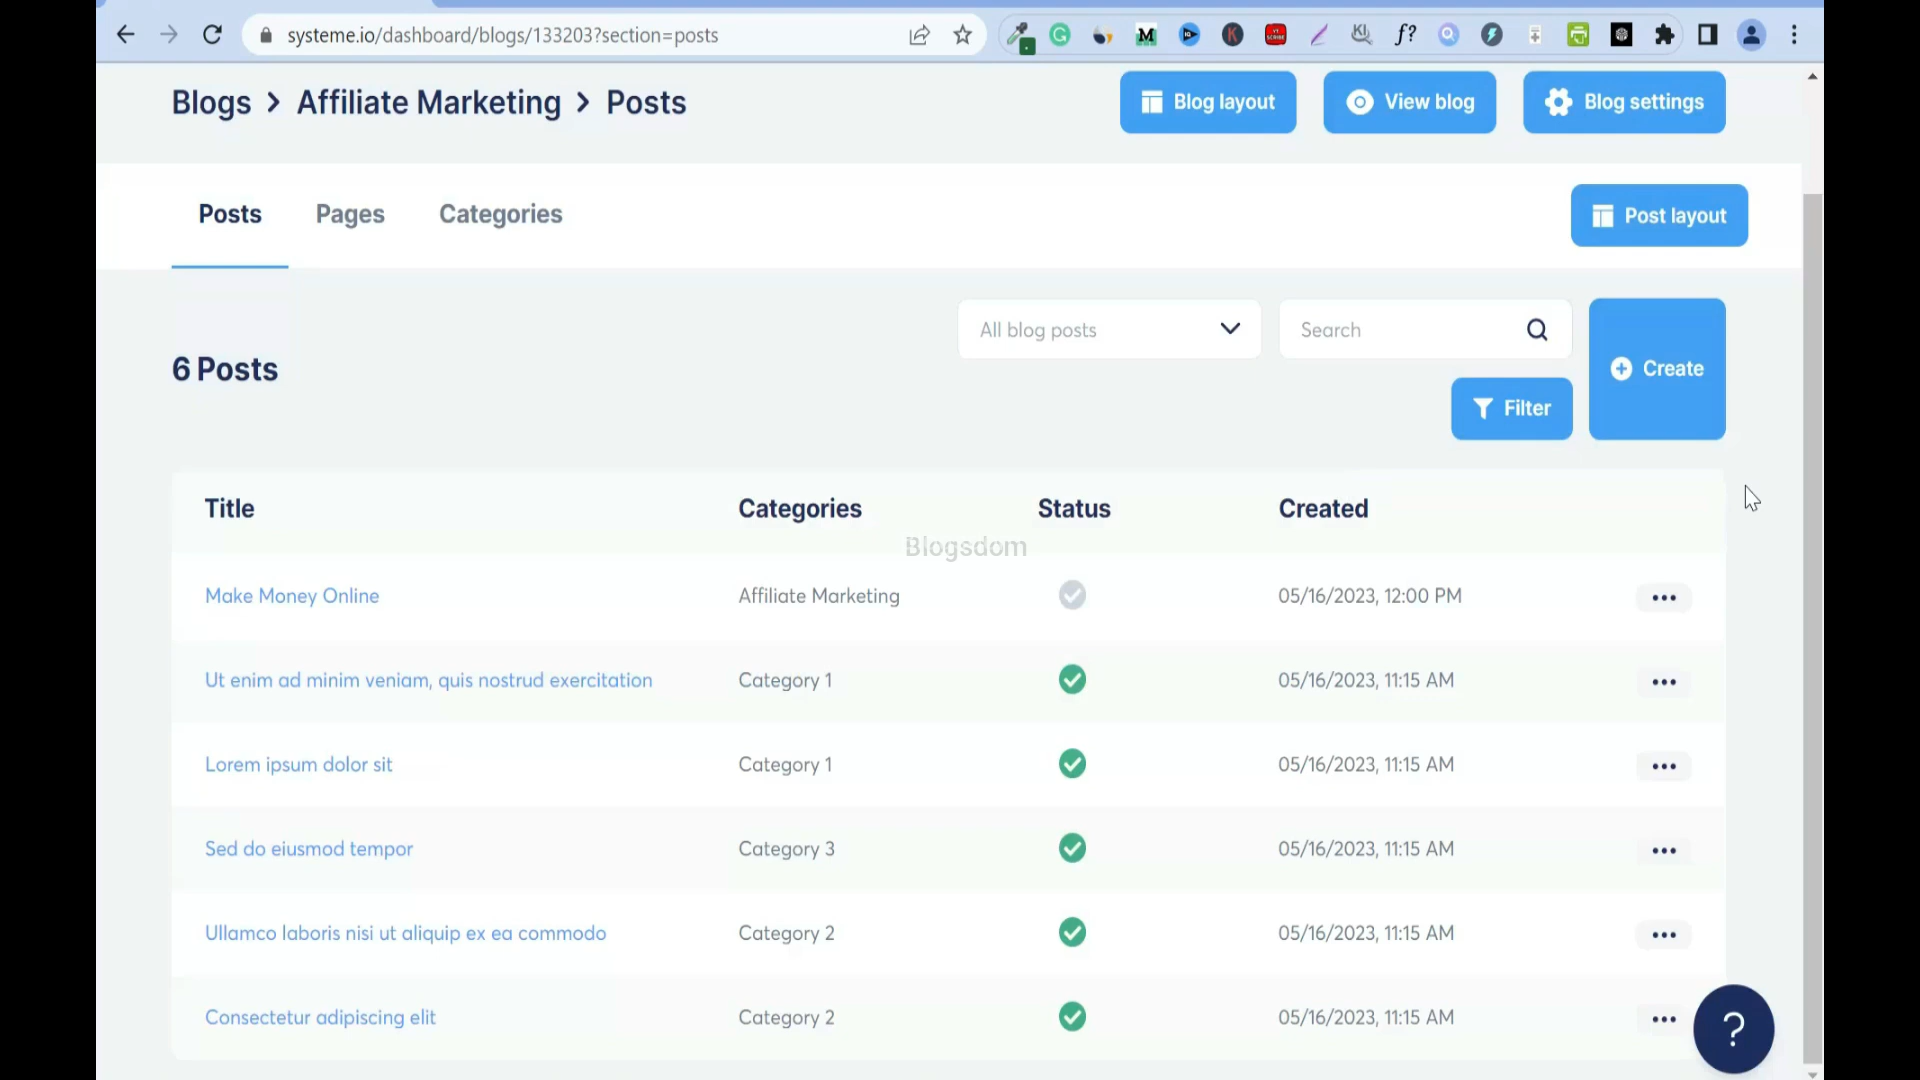 systeme.io/dashboard/blogs/133203?section=posts
Blogs > Affiliate Marketing > Posts
Blog layout
View blog
Blog settings
Posts
Pages
Categories
Post layout
6 Posts
All blog posts
Search
Create
Filter
Title Categories Status Created
Blogsdom
Make Money Online Affiliate Marketing 05/16/2023, 12:00 PM
Ut enim ad minim veniam, quis nostrud exercitation Category 1 05/16/2023, 11:15 AM
Lorem ipsum dolor sit Category 1 05/16/2023, 11:15 AM
Sed do eiusmod tempor Category 3 05/16/2023, 11:15 AM
Ullamco laboris nisi ut aliquip ex ea commodo Category 2 05/16/2023, 11:15 AM
Consectetur adipiscing elit Category 2 05/16/2023, 11:15 AM
?